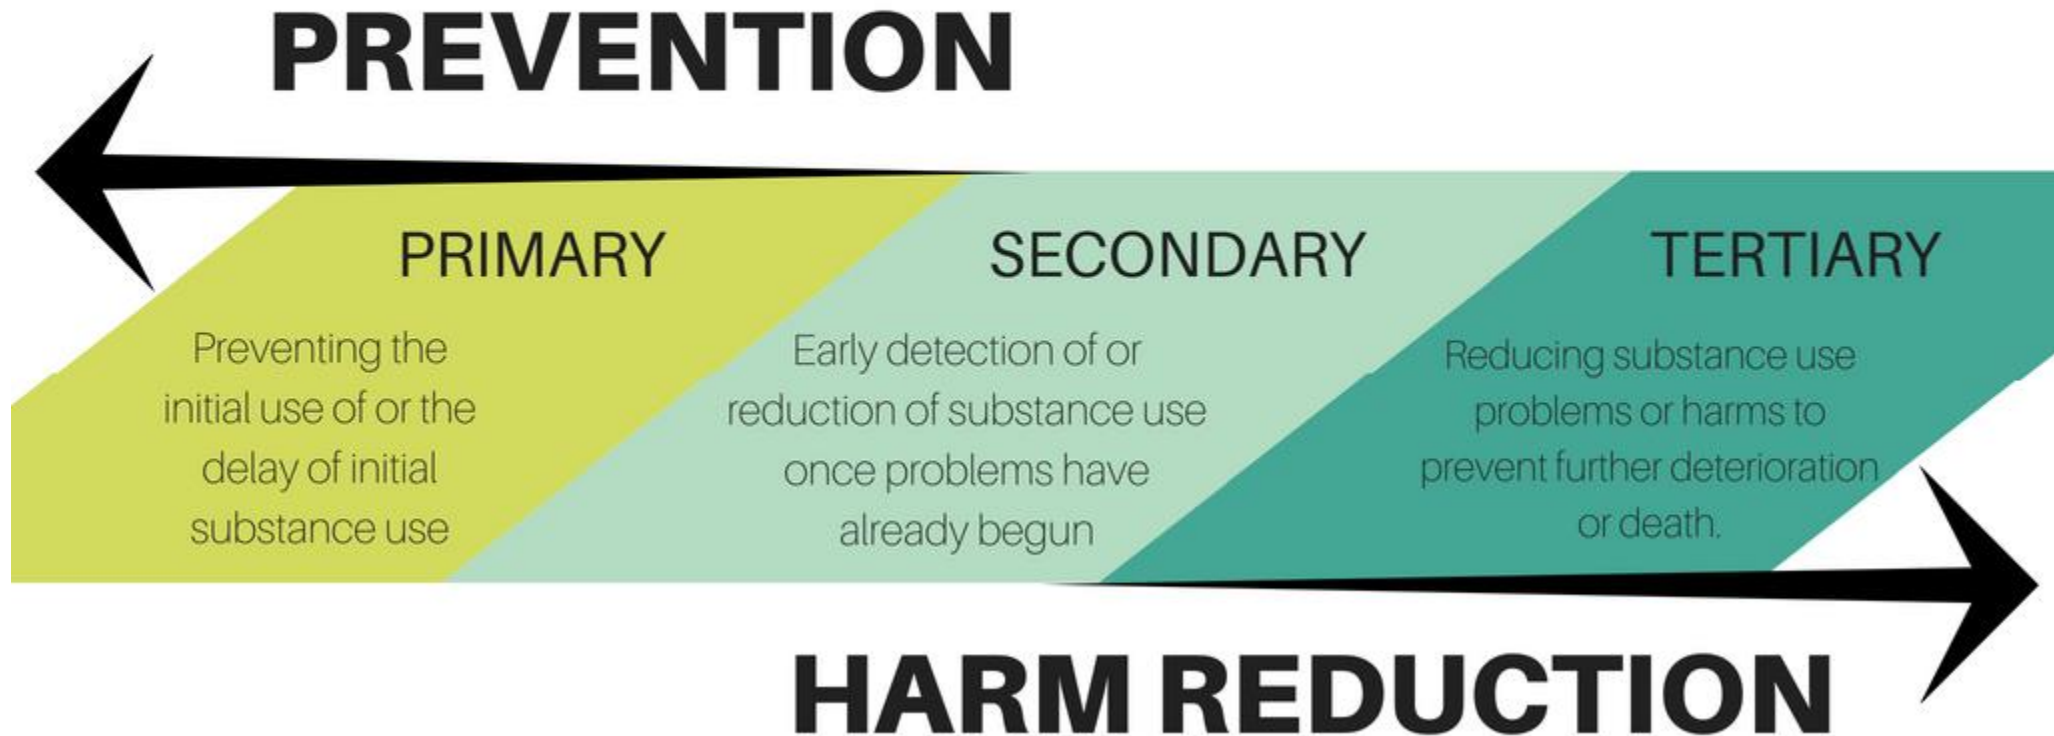 PREVENTION
PRIMARY
Preventing the
initial use of or the
delay of initial
substance use
SECONDARY
Early detection of or
reduction of substance use
once problems have
already begun
TERTIARY
Reducing substance use
problems or harms to
prevent further deterioration
or death.
HARM REDUCTION